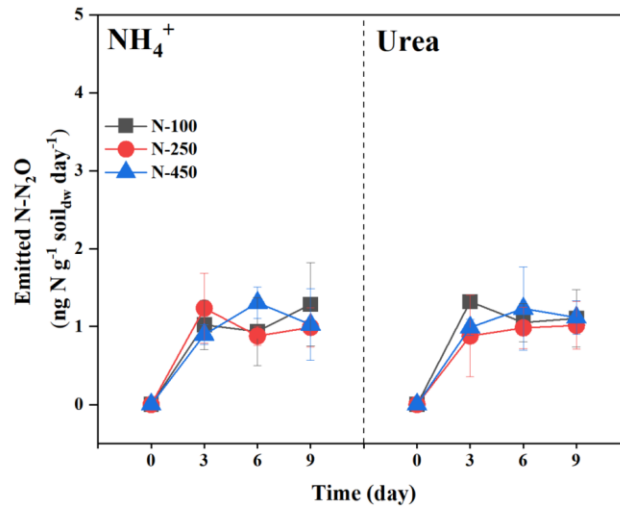 NH₄⁺
Urea
N-100
N-250
N-450
Emitted N-N₂O
(ng N g⁻¹ soil_dw day⁻¹)
5
4
3
2
1
0
0 3 6 9 0 3 6 9
Time (day)